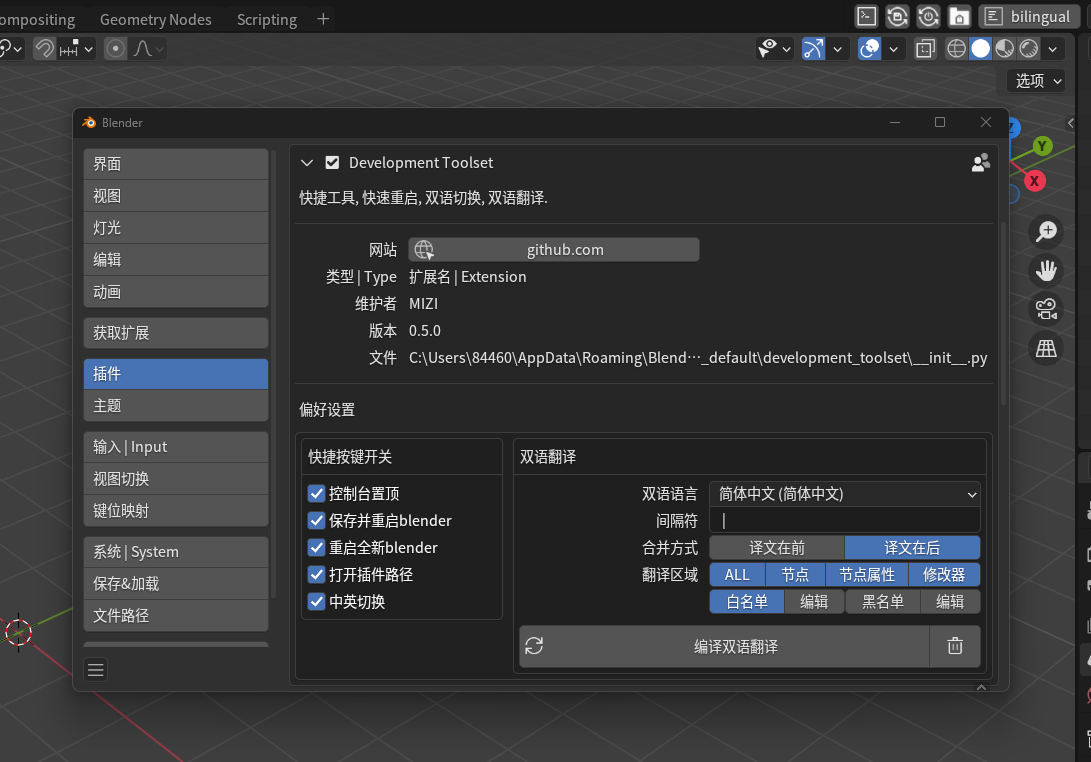 ompositing Geometry Nodes Scripting +
bilingual
选项
Blender
界面
视图
灯光
编辑
动画
获取扩展
插件
主题
输入 | Input
视图切换
键位映射
系统 | System
保存&加载
文件路径
Development Toolset
快捷工具, 快速重启, 双语切换, 双语翻译.
网站 github.com
类型 | Type 扩展名 | Extension
维护者 MIZI
版本 0.5.0
文件 C:\Users\84460\AppData\Roaming\Blend…_default\development_toolset\__init__.py
偏好设置
快捷按键开关
控制台置顶
保存并重启blender
重启全新blender
打开插件路径
中英切换
双语翻译
双语语言 简体中文 (简体中文)
间隔符 |
合并方式 译文在前 译文在后
翻译区域 ALL 节点 节点属性 修改器
白名单 编辑 黑名单 编辑
编译双语翻译
Z
Y
X